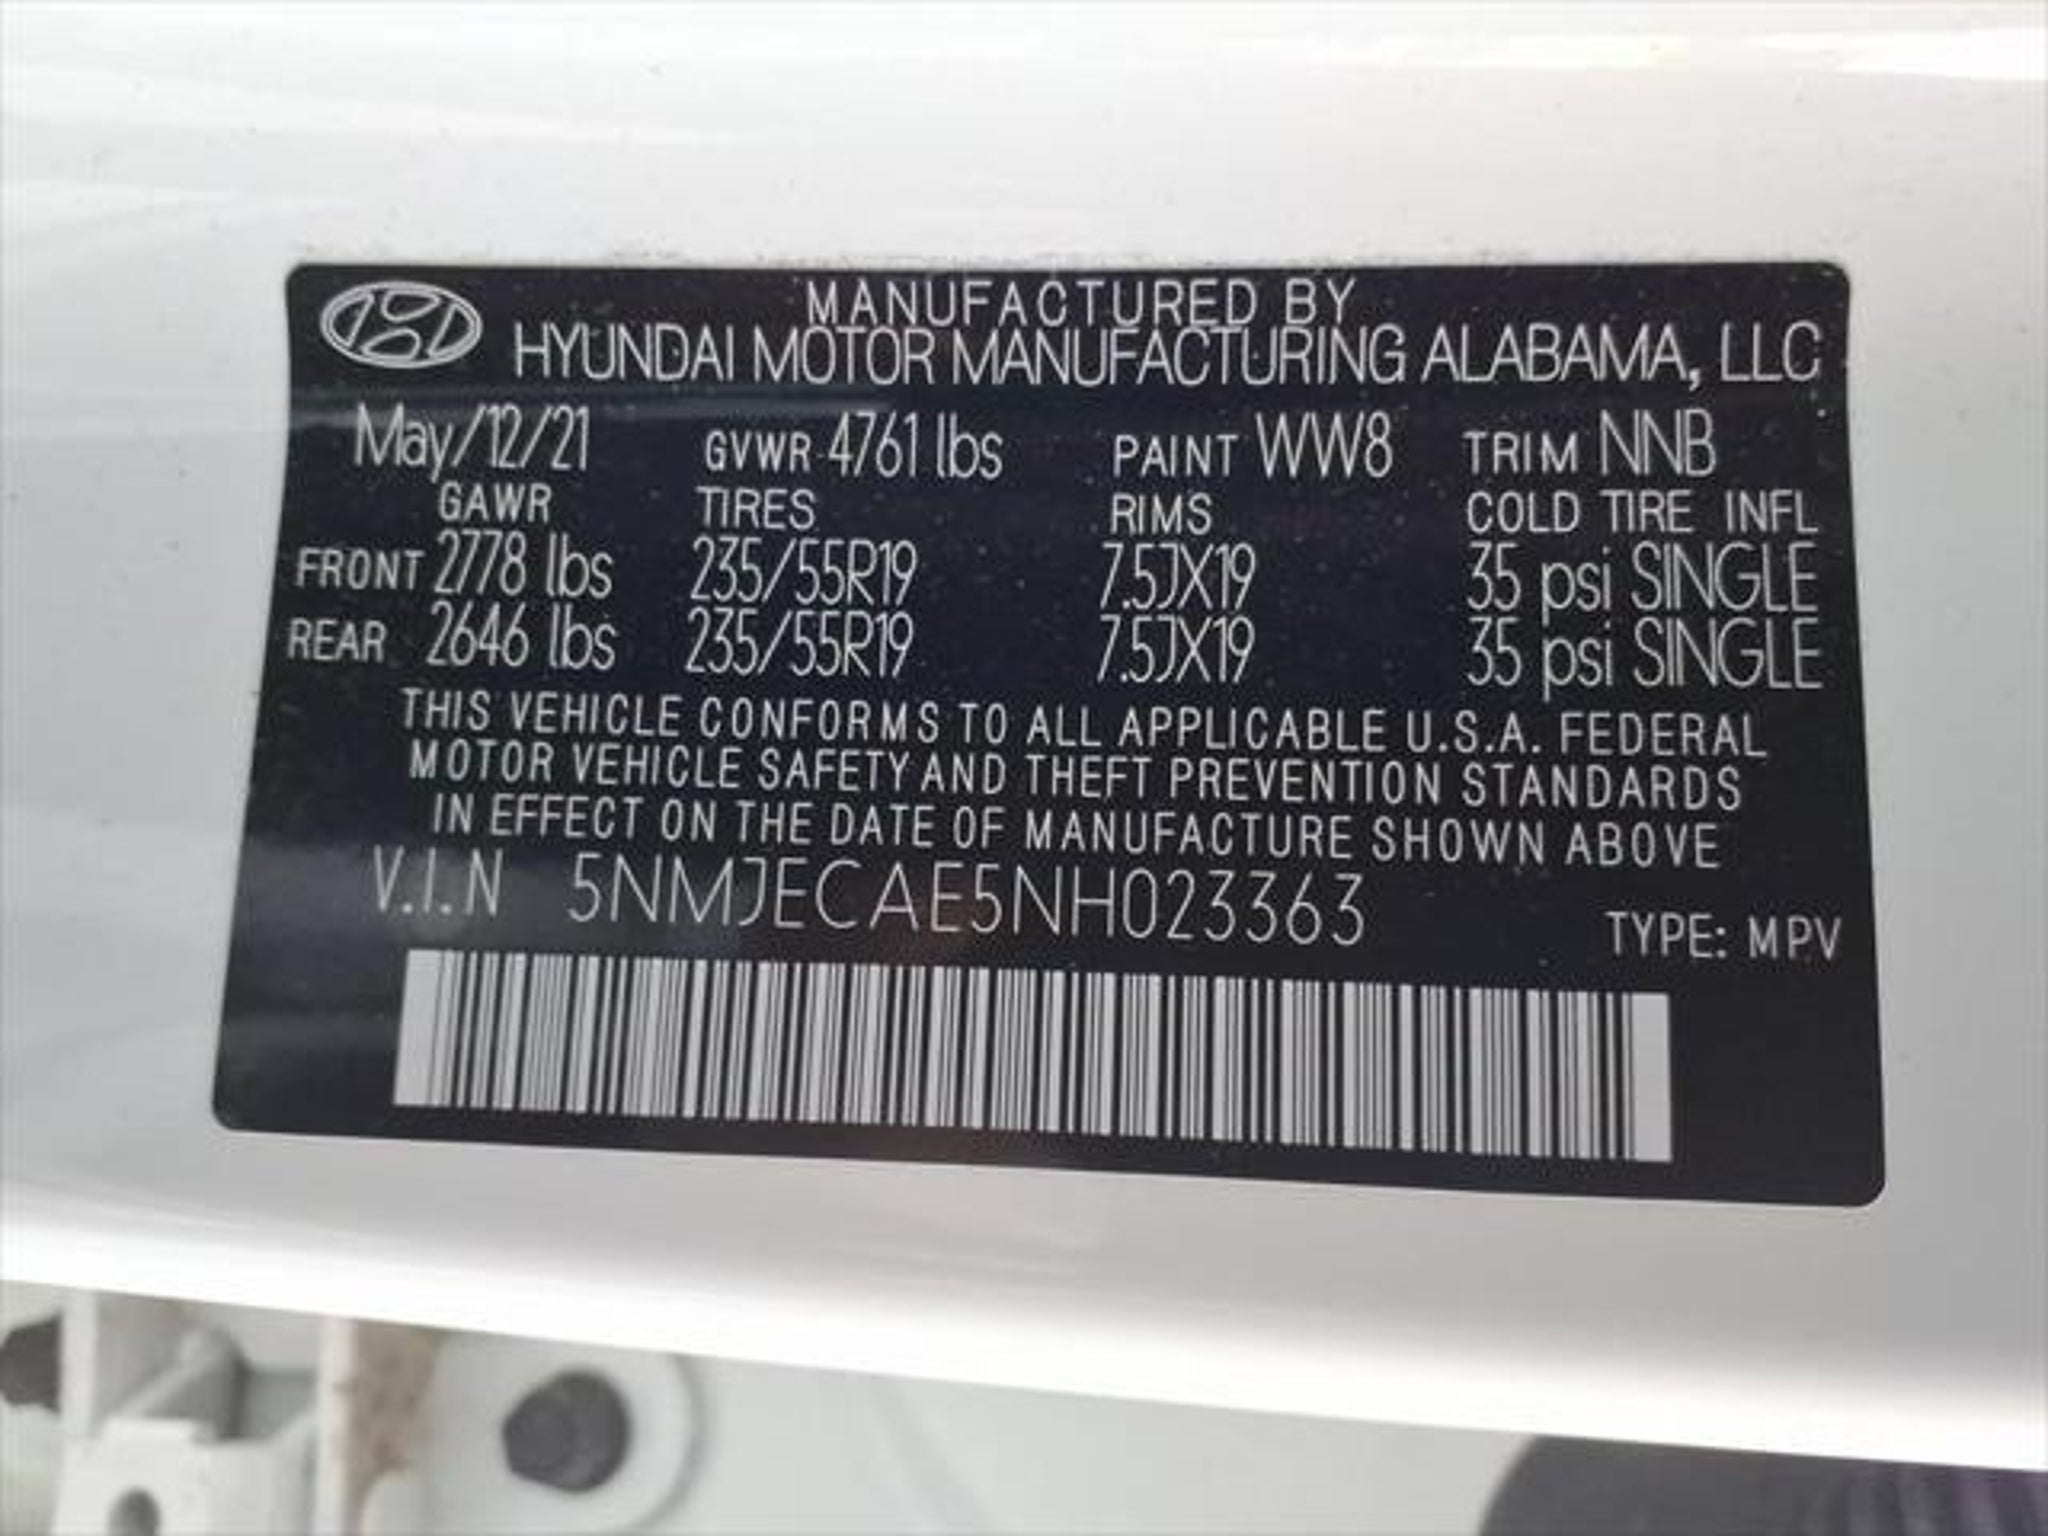 MANUFACTURED BY
HYUNDAI MOTOR MANUFACTURING ALABAMA, LLC
May/12/21 GVWR 4761 lbs PAINT WW8 TRIM NNB
GAWR TIRES RIMS COLD TIRE INFL
FRONT 2778 lbs 235/55R19 7.5JX19 35 psi SINGLE
REAR 2646 lbs 235/55R19 7.5JX19 35 psi SINGLE
THIS VEHICLE CONFORMS TO ALL APPLICABLE U.S.A. FEDERAL
MOTOR VEHICLE SAFETY AND THEFT PREVENTION STANDARDS
IN EFFECT ON THE DATE OF MANUFACTURE SHOWN ABOVE
V.I.N 5NMJECAE5NH023363 TYPE: MPV